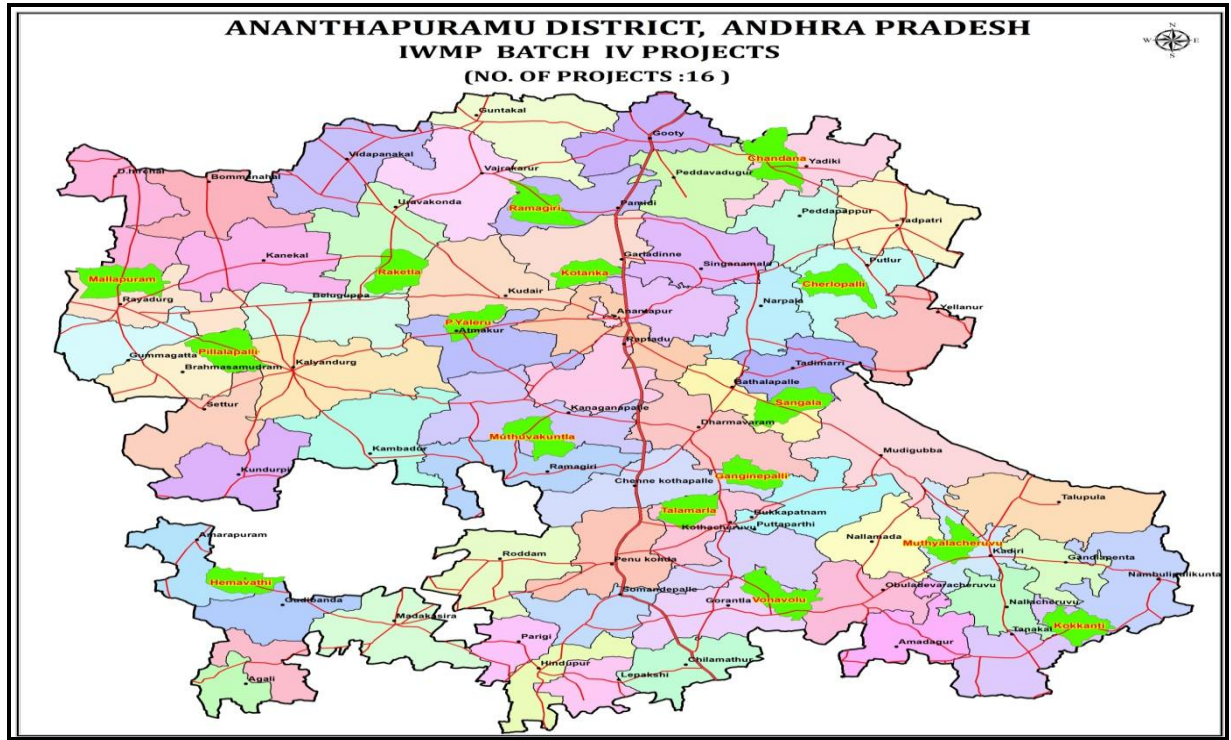 ANANTHAPURAMU DISTRICT, ANDHRA PRADESH
IWMP BATCH IV PROJECTS
(NO. OF PROJECTS :16 )
N
W
E
S
Guntakal
Gooty
Vidapanakal
Chandana
Yadiki
D.Hirehal
Bommanahal
Vajrakarur
Peddavadugur
Uravakonda
Ramagiri
Pamidi
Peddapappur
Tadpatri
Kanekal
Garladinne
Singanamala
Putlur
Mallapuram
Raketla
Kotanka
Cherlopalli
Rayadurg
Beluguppa
Kudair
Narpala
Yellanur
Anantapur
P.Yaleru
Atmakur
Raptadu
Pillalapalli
Gummagatta
Brahmasamudram
Kalyandurg
Tadimarri
Bathalapalle
Settur
Sangala
Kanaganapalle
Dharmavaram
Muthuvakuntla
Kambadur
Mudigubba
Kundurpi
Ramagiri
Ganginepalli
Chenne kothapalle
Talupula
Talamarla
Bukkapatnam
Kothacheruvu
Puttaparthi
Amarapuram
Nallamada
Muthyalacheruvu
Kadiri
Roddam
Penu konda
Gandlapenta
Hemavathi
Nambulipulikunta
Obuladevaracheruvu
Gudibanda
Somandepalle
Gorantla
Vonavolu
Nallacheruvu
Madakasira
Tanakal
Kokkanti
Parigi
Amadagur
Hindupur
Chilamathur
Agali
Lepakshi